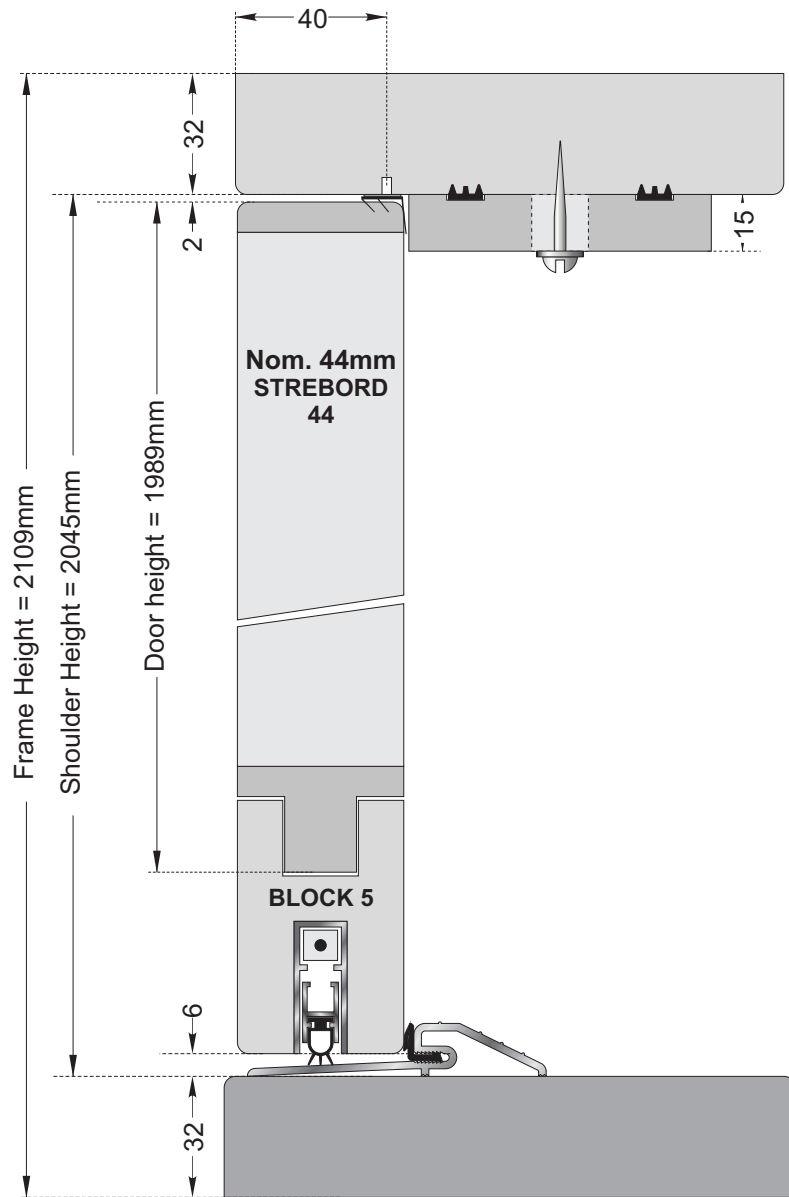 40
32
2
15
Nom. 44mm
STREBORD
44
Door height = 1989mm
Shoulder Height = 2045mm
Frame Height = 2109mm
BLOCK 5
6
32